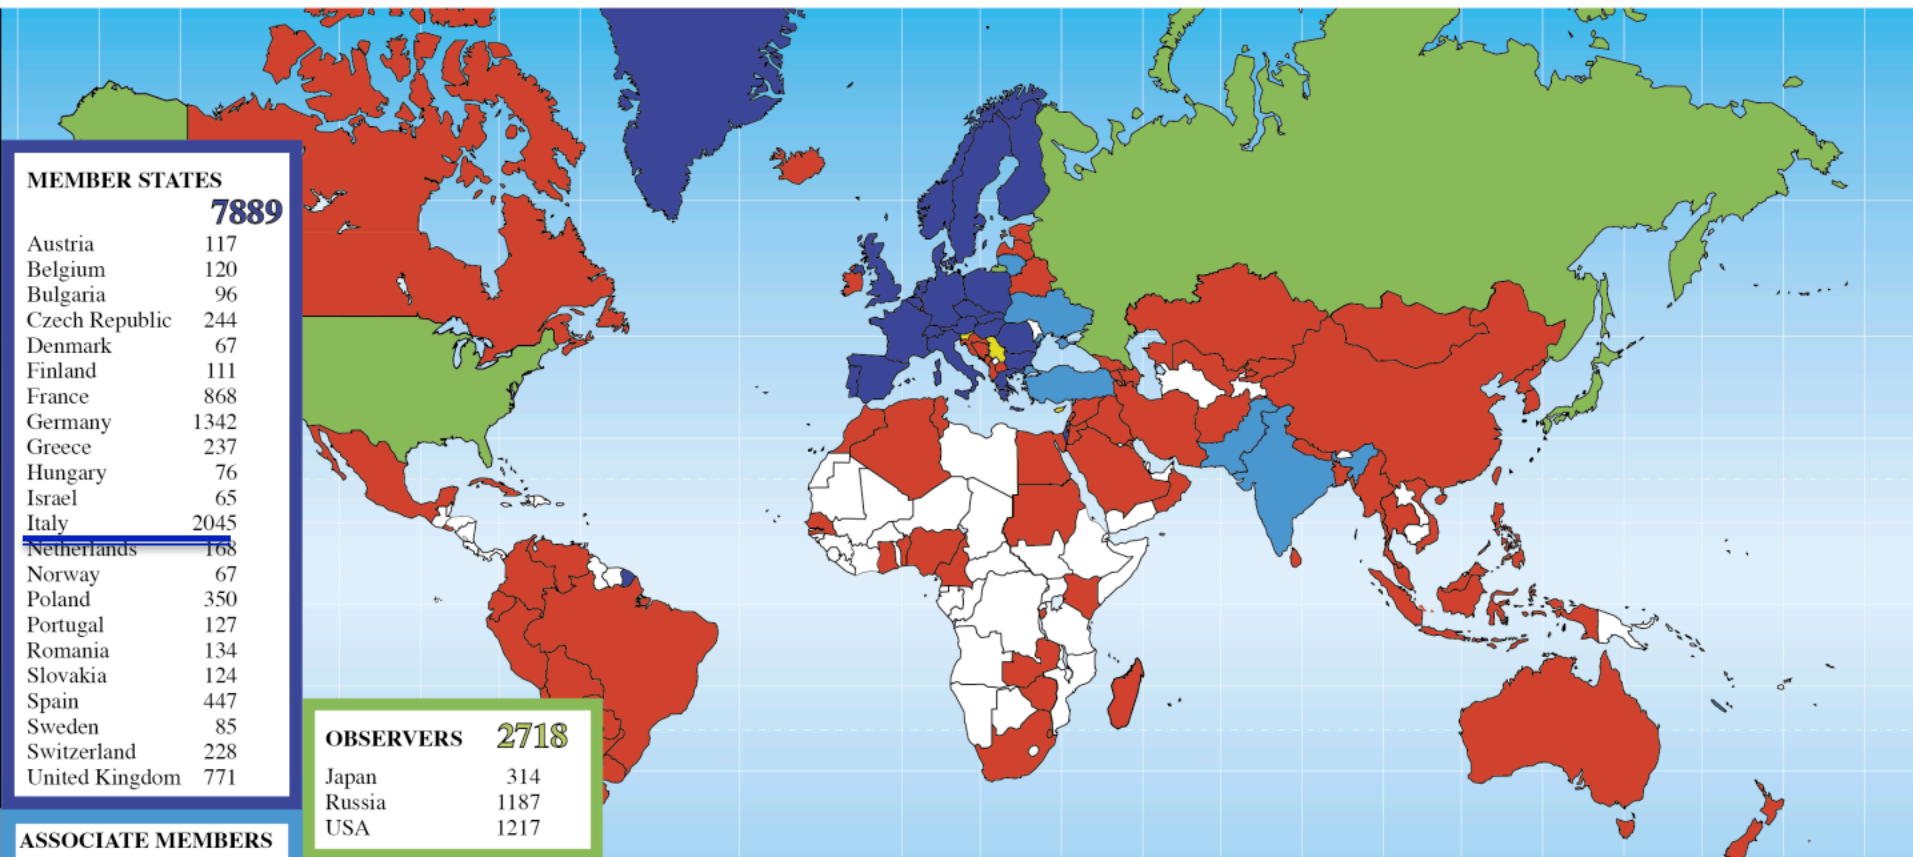 MEMBER STATES
7889
Austria 117
Belgium 120
Bulgaria 96
Czech Republic 244
Denmark 67
Finland 111
France 868
Germany 1342
Greece 237
Hungary 76
Israel 65
Italy 2045
Netherlands 168
Norway 67
Poland 350
Portugal 127
Romania 134
Slovakia 124
Spain 447
Sweden 85
Switzerland 228
United Kingdom 771
ASSOCIATE MEMBERS
OBSERVERS 2718
Japan 314
Russia 1187
USA 1217